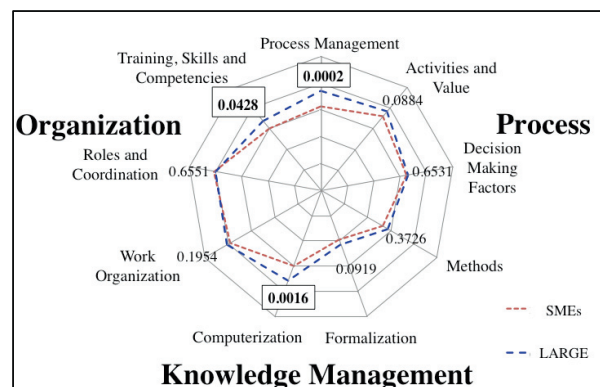 Process Management
Training, Skills and
Competencies
0.0002
Activities and
Value
0.0428
0.0884
Organization
Process
Roles and
Coordination
0.6551
0.6531
Decision
Making
Factors
0.1954
0.3726
Work
Organization
Methods
0.0919
0.0016
SMEs
Computerization
Formalization
LARGE
Knowledge Management